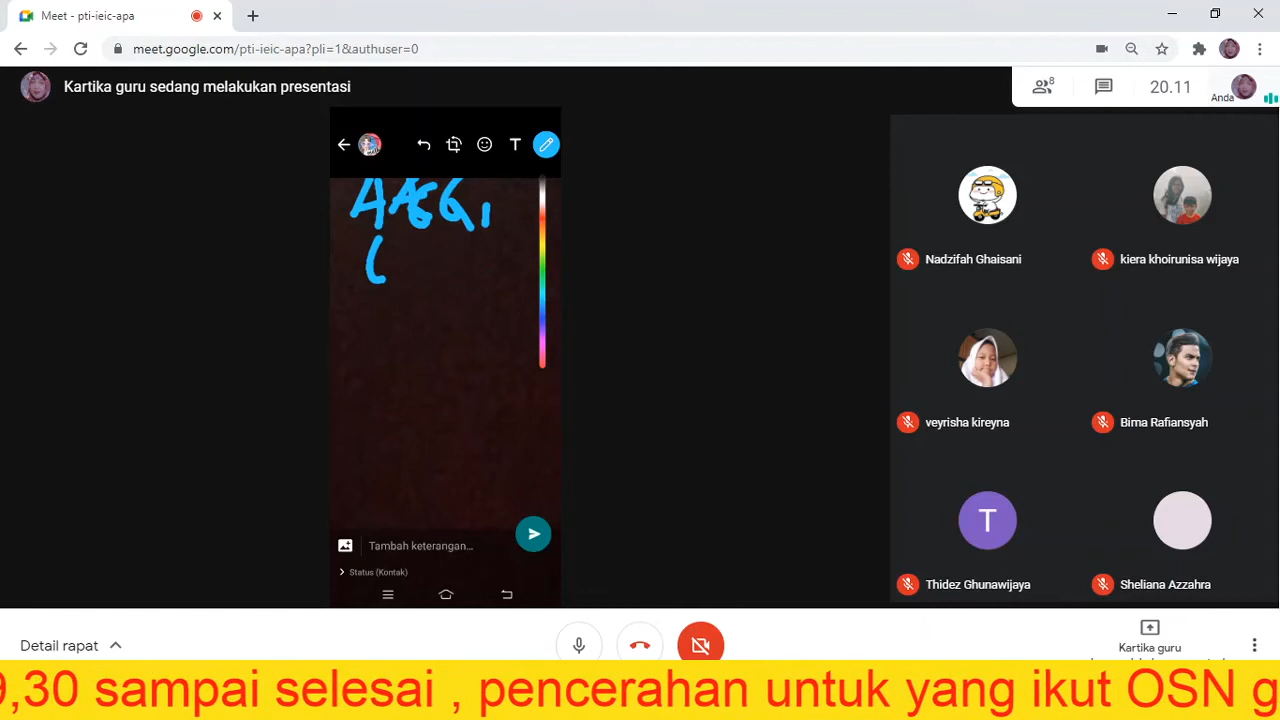 Meet - pti-ieic-apa
meet.google.com/pti-ieic-apa?pli=1&authuser=0
Kartika guru sedang melakukan presentasi
8
20.11
Anda
T
Nadzifah Ghaisani
kiera khoirunisa wijaya
veyrisha kireyna
Bima Rafiansyah
T
Thidez Ghunawijaya
Sheliana Azzahra
Tambah keterangan...
Status (Kontak)
Detail rapat
Kartika guru
9,30 sampai selesai , pencerahan untuk yang ikut OSN g